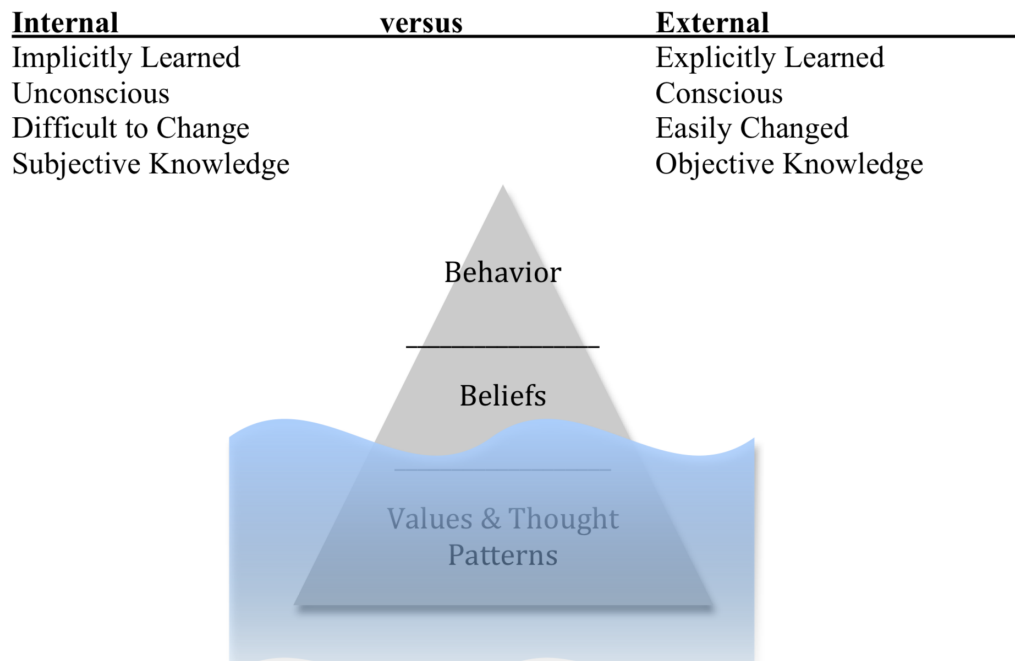 Internal versus External
Implicitly Learned Explicitly Learned
Unconscious Conscious
Difficult to Change Easily Changed
Subjective Knowledge Objective Knowledge
Behavior
Beliefs
Values & Thought
Patterns